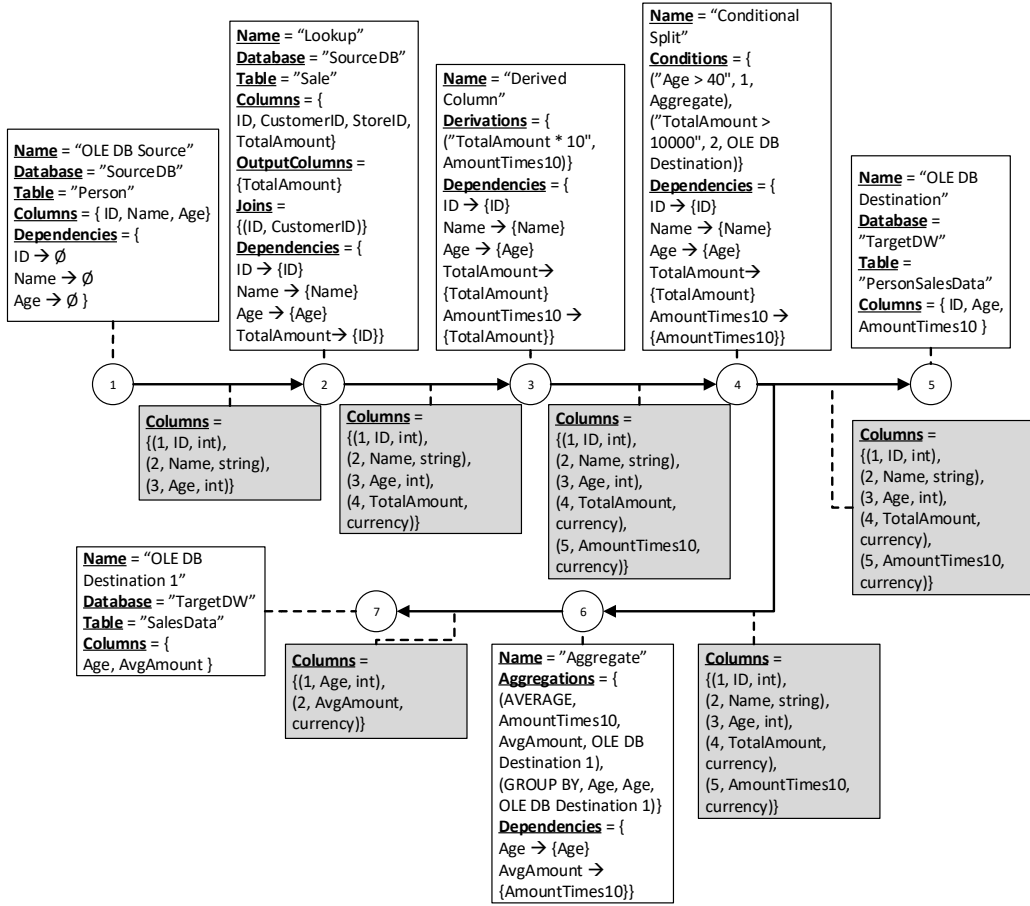 Name = “OLE DB Source”
Database = ”SourceDB”
Table = ”Person”
Columns = { ID, Name, Age}
Dependencies = {
ID → Ø
Name → Ø
Age → Ø }
Name = “Lookup”
Database = ”SourceDB”
Table = ”Sale”
Columns = {
ID, CustomerID, StoreID,
TotalAmount}
OutputColumns =
{TotalAmount}
Joins =
{(ID, CustomerID)}
Dependencies = {
ID → {ID}
Name → {Name}
Age → {Age}
TotalAmount→ {ID}}
Name = “Derived
Column”
Derivations = {
("TotalAmount * 10",
AmountTimes10)}
Dependencies = {
ID → {ID}
Name → {Name}
Age → {Age}
TotalAmount→
{TotalAmount}
AmountTimes10 →
{TotalAmount}}
Name = “Conditional
Split”
Conditions = {
("Age > 40", 1,
Aggregate),
("TotalAmount >
10000", 2, OLE DB
Destination)}
Dependencies = {
ID → {ID}
Name → {Name}
Age → {Age}
TotalAmount→
{TotalAmount}
AmountTimes10 →
{AmountTimes10}}
Name = “OLE DB
Destination”
Database =
”TargetDW”
Table =
”PersonSalesData”
Columns = { ID, Age,
AmountTimes10 }
1
2
3
4
5
Columns =
{(1, ID, int),
(2, Name, string),
(3, Age, int)}
Columns =
{(1, ID, int),
(2, Name, string),
(3, Age, int),
(4, TotalAmount,
currency)}
Columns =
{(1, ID, int),
(2, Name, string),
(3, Age, int),
(4, TotalAmount,
currency),
(5, AmountTimes10,
currency)}
Columns =
{(1, ID, int),
(2, Name, string),
(3, Age, int),
(4, TotalAmount,
currency),
(5, AmountTimes10,
currency)}
Name = “OLE DB
Destination 1”
Database = ”TargetDW”
Table = ”SalesData”
Columns = {
Age, AvgAmount }
7
6
Columns =
{(1, Age, int),
(2, AvgAmount,
currency)}
Name = ”Aggregate”
Aggregations = {
(AVERAGE,
AmountTimes10,
AvgAmount, OLE DB
Destination 1),
(GROUP BY, Age, Age,
OLE DB Destination 1)}
Dependencies = {
Age → {Age}
AvgAmount →
{AmountTimes10}}
Columns =
{(1, ID, int),
(2, Name, string),
(3, Age, int),
(4, TotalAmount,
currency),
(5, AmountTimes10,
currency)}